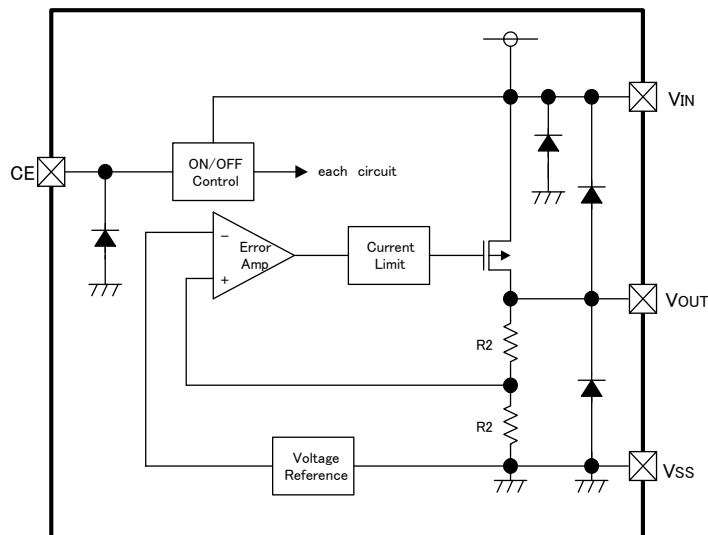 VIN
CE
ON/OFF
Control
each circuit
−
Error
Amp
+
Current
Limit
VOUT
R2
R2
Voltage
Reference
VSS